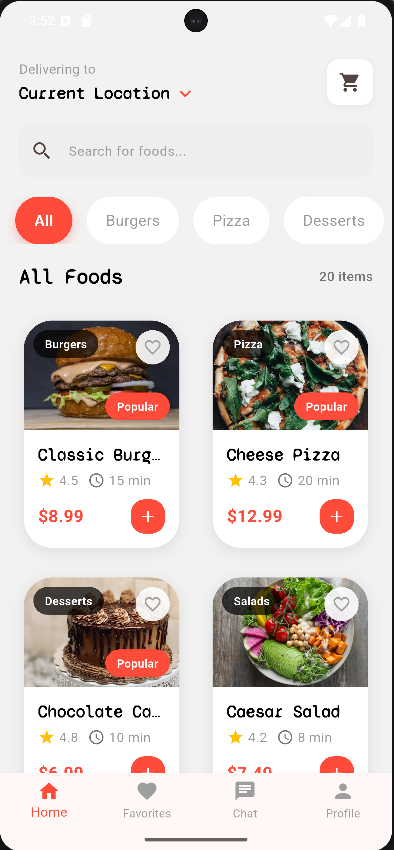 3:52
Delivering to
Current Location
Search for foods...
All Burgers Pizza Desserts
All Foods 20 items
Burgers Pizza
Popular Popular
Classic Burg… Cheese Pizza
4.5 15 min 4.3 20 min
$8.99 + $12.99 +
Desserts Salads
Popular
Chocolate Ca… Caesar Salad
4.8 10 min 4.2 8 min
$6.99 $7.49
Home Favorites Chat Profile